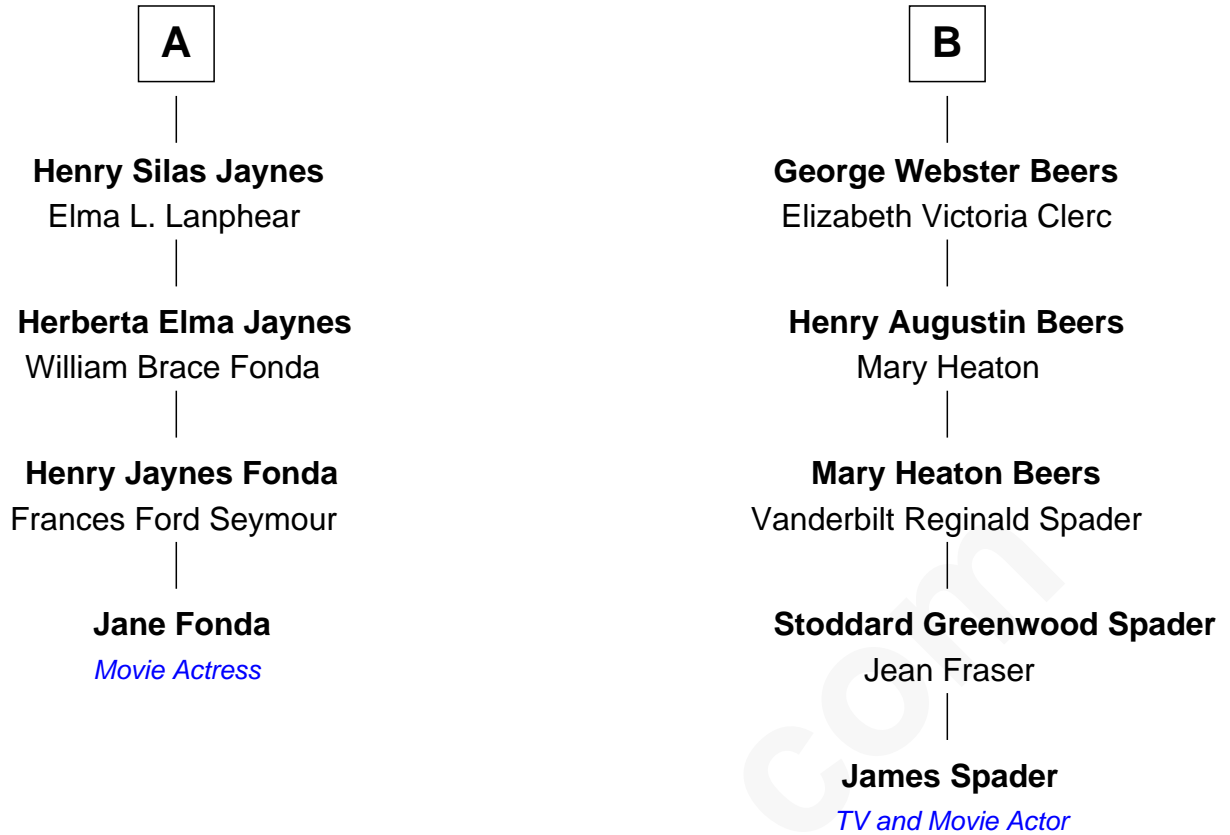 A
Henry Silas Jaynes
Elma L. Lanphear
Herberta Elma Jaynes
William Brace Fonda
Henry Jaynes Fonda
Frances Ford Seymour
Jane Fonda
Movie Actress
B
George Webster Beers
Elizabeth Victoria Clerc
Henry Augustin Beers
Mary Heaton
Mary Heaton Beers
Vanderbilt Reginald Spader
Stoddard Greenwood Spader
Jean Fraser
James Spader
TV and Movie Actor
com